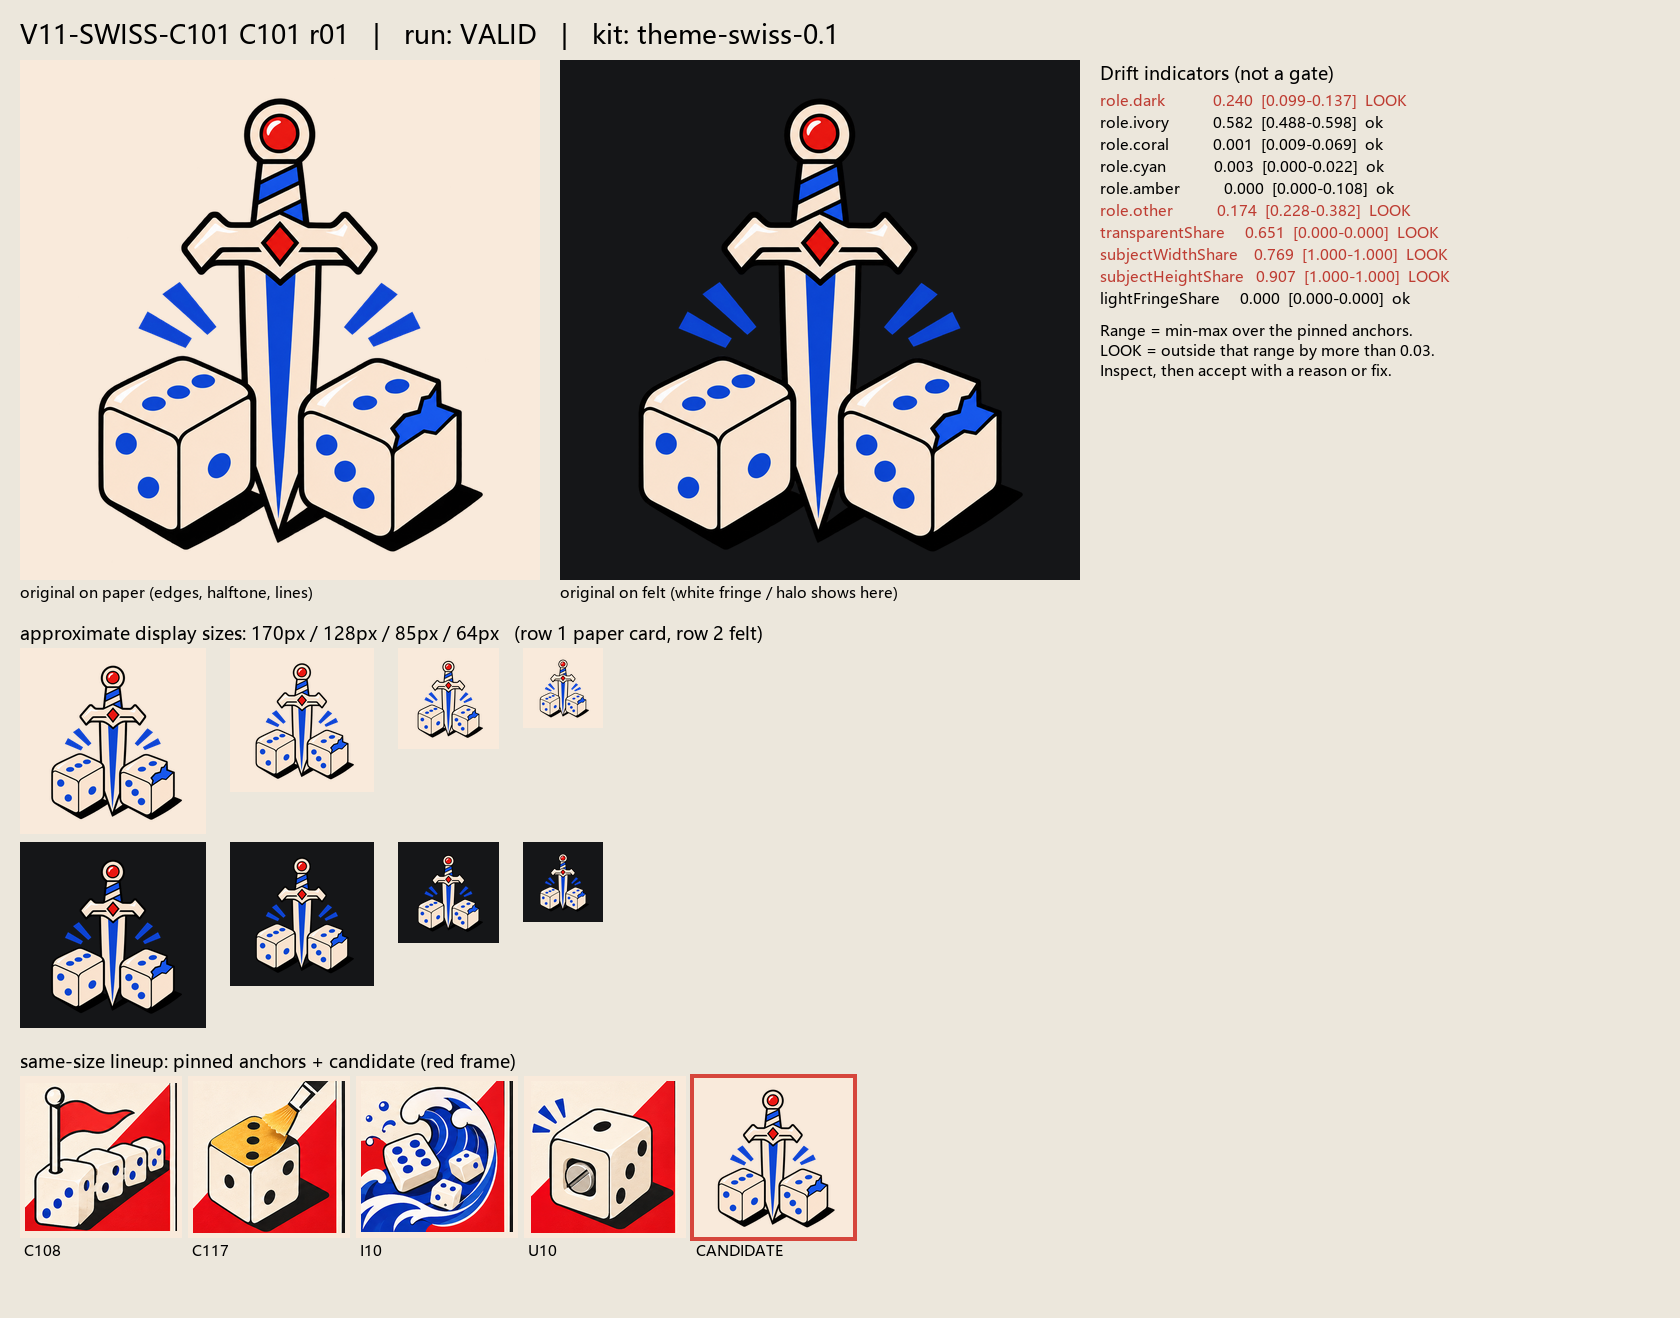 V11-SWISS-C101 C101 r01 | run: VALID | kit: theme-swiss-0.1
Drift indicators (not a gate)
role.dark 0.240 [0.099-0.137] LOOK
role.ivory 0.582 [0.488-0.598] ok
role.coral 0.001 [0.009-0.069] ok
role.cyan 0.003 [0.000-0.022] ok
role.amber 0.000 [0.000-0.108] ok
role.other 0.174 [0.228-0.382] LOOK
transparentShare 0.651 [0.000-0.000] LOOK
subjectWidthShare 0.769 [1.000-1.000] LOOK
subjectHeightShare 0.907 [1.000-1.000] LOOK
lightFringeShare 0.000 [0.000-0.000] ok
Range = min-max over the pinned anchors.
LOOK = outside that range by more than 0.03.
Inspect, then accept with a reason or fix.
original on paper (edges, halftone, lines)
original on felt (white fringe / halo shows here)
approximate display sizes: 170px / 128px / 85px / 64px (row 1 paper card, row 2 felt)
same-size lineup: pinned anchors + candidate (red frame)
C108
C117
I10
U10
CANDIDATE